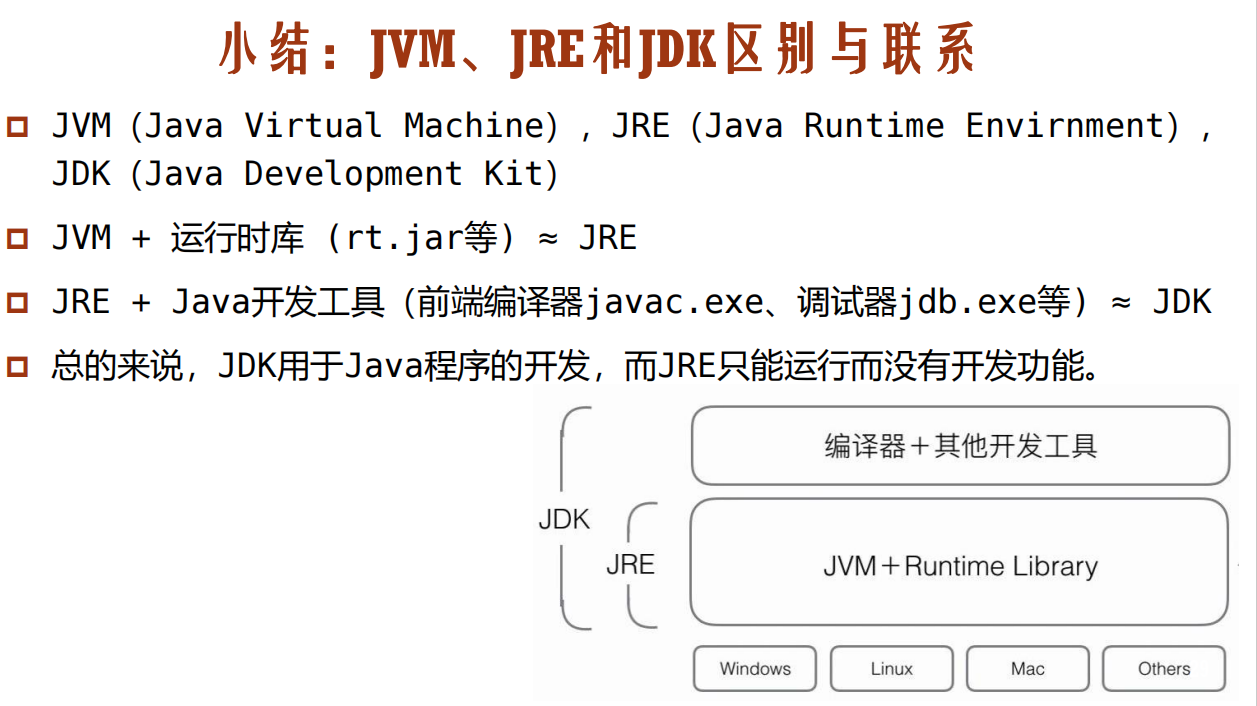 小结：JVM、JRE和JDK区别与联系
JVM（Java Virtual Machine），JRE（Java Runtime Envirnment），
JDK（Java Development Kit）
JVM + 运行时库（rt.jar等）≈ JRE
JRE + Java开发工具（前端编译器javac.exe、调试器jdb.exe等）≈ JDK
总的来说，JDK用于Java程序的开发，而JRE只能运行而没有开发功能。
编译器＋其他开发工具
JDK
JRE
JVM＋Runtime Library
Windows Linux Mac Others